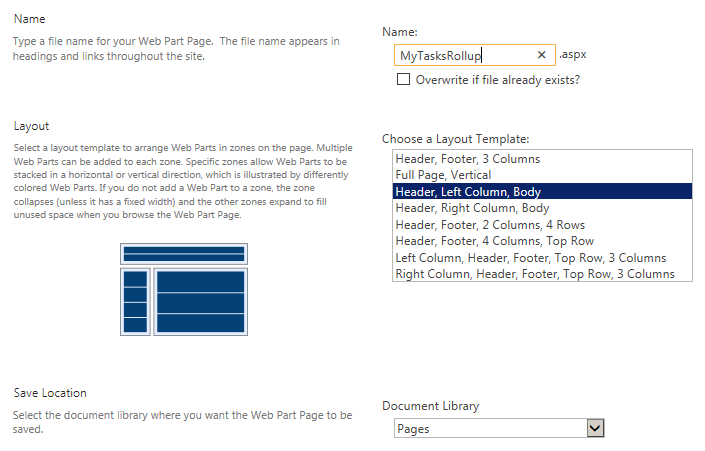 Name
Type a file name for your Web Part Page.  The file name appears in
headings and links throughout the site.
Name:
MyTasksRollup
.aspx
Overwrite if file already exists?
Layout
Select a layout template to arrange Web Parts in zones on the page. Multiple
Web Parts can be added to each zone. Specific zones allow Web Parts to be
stacked in a horizontal or vertical direction, which is illustrated by differently
colored Web Parts. If you do not add a Web Part to a zone, the zone
collapses (unless it has a fixed width) and the other zones expand to fill
unused space when you browse the Web Part Page.
Choose a Layout Template:
Header, Footer, 3 Columns
Full Page, Vertical
Header, Left Column, Body
Header, Right Column, Body
Header, Footer, 2 Columns, 4 Rows
Header, Footer, 4 Columns, Top Row
Left Column, Header, Footer, Top Row, 3 Columns
Right Column, Header, Footer, Top Row, 3 Columns
Save Location
Select the document library where you want the Web Part Page to be
saved.
Document Library
Pages